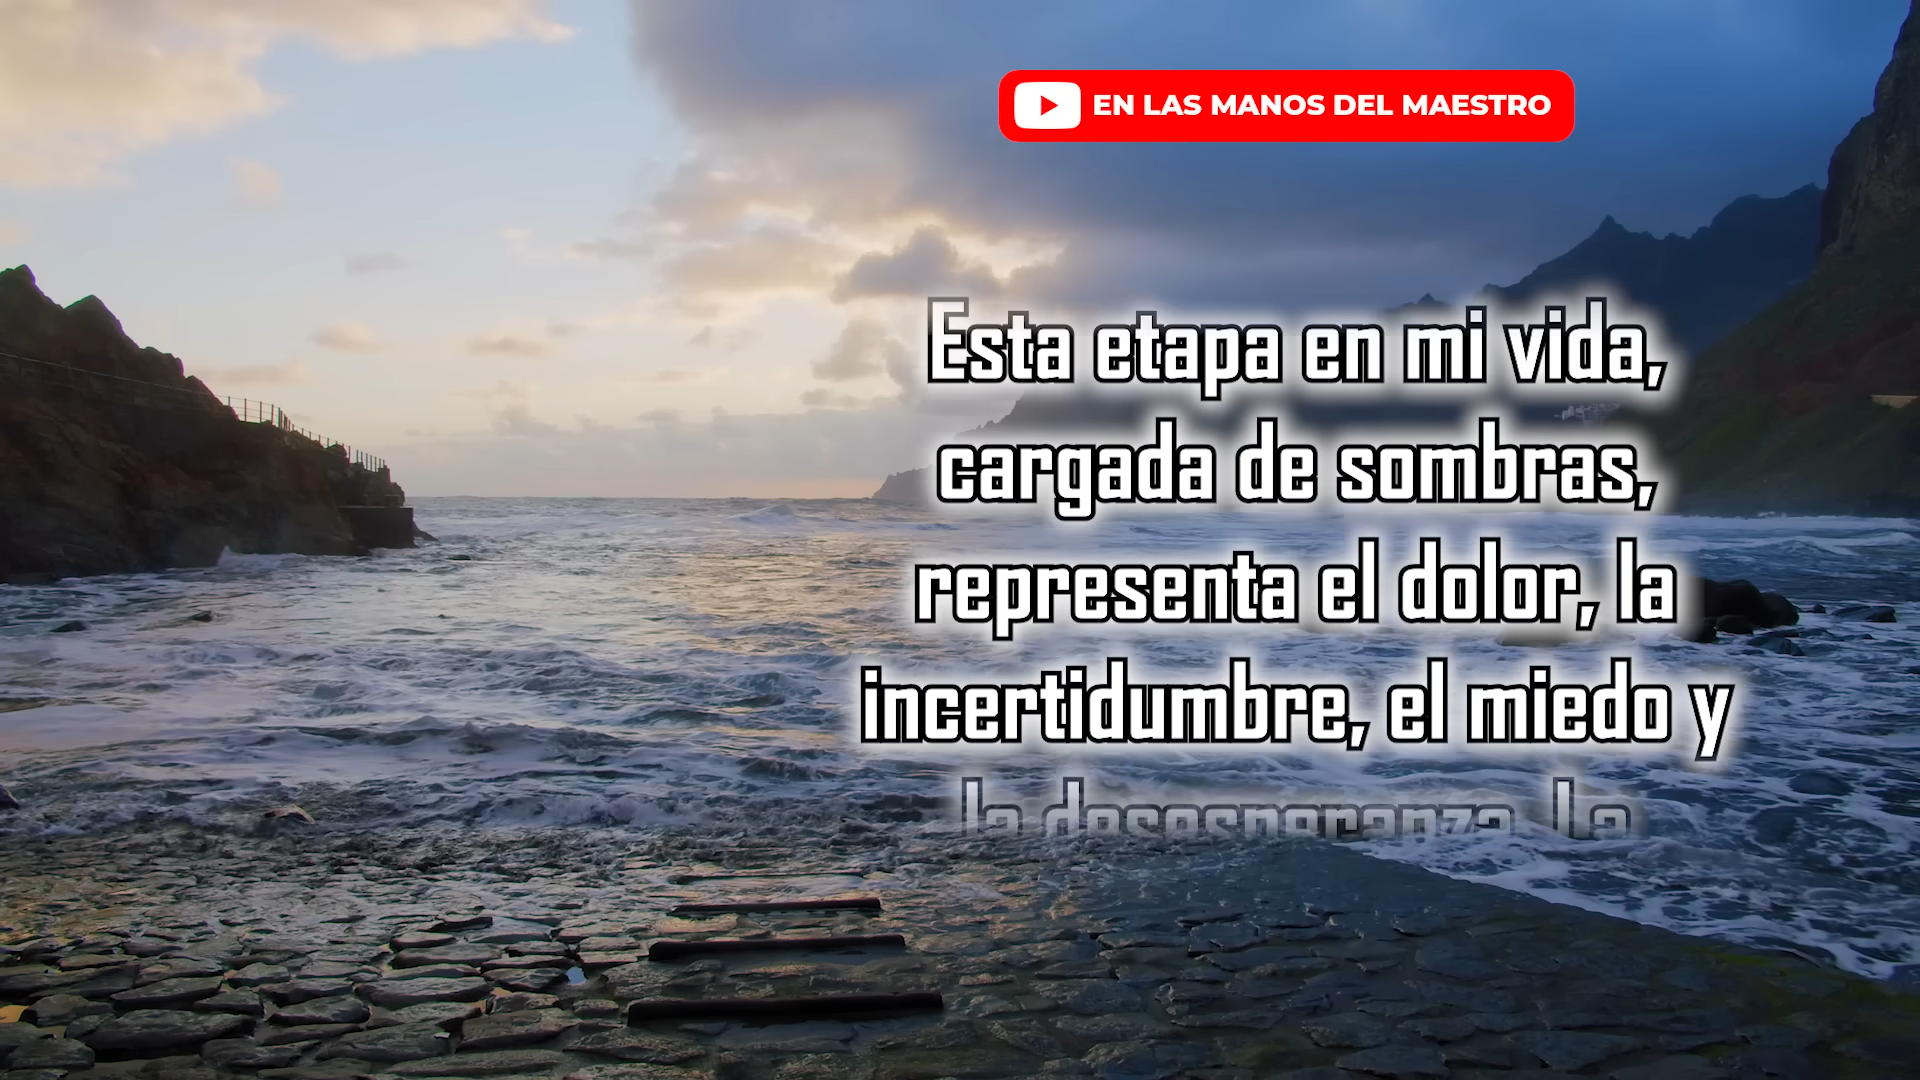 EN LAS MANOS DEL MAESTRO
Esta etapa en mi vida,
cargada de sombras,
representa el dolor, la
incertidumbre, el miedo y
la desesperanza. La